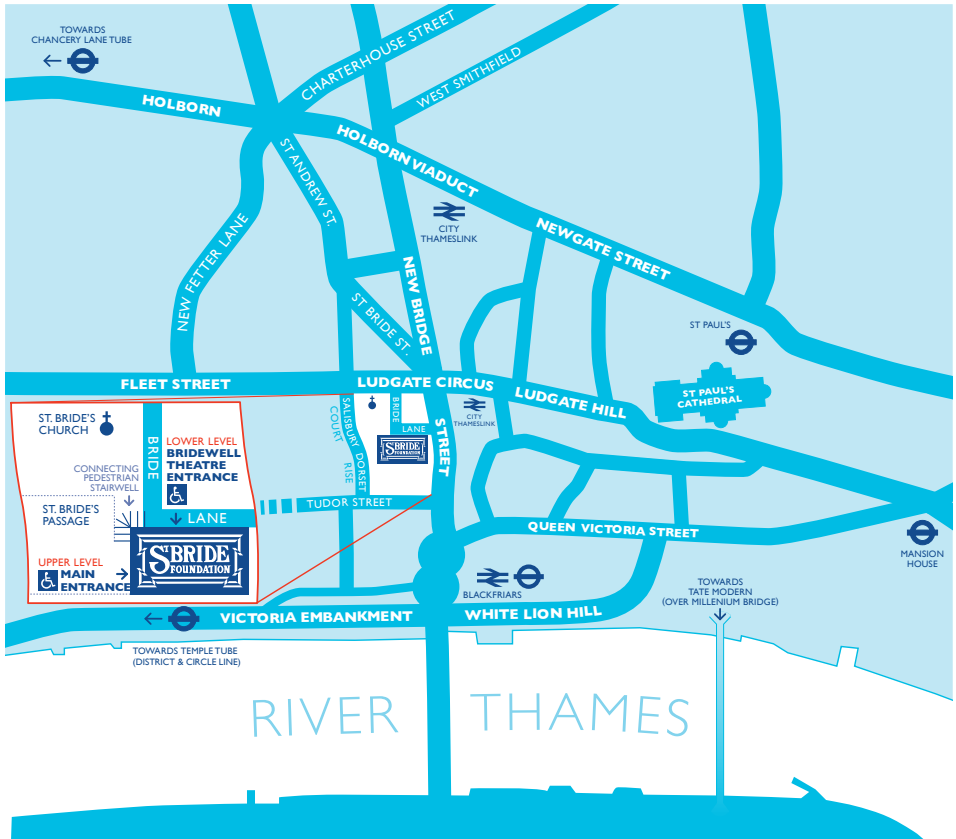 TOWARDS
CHANCERY LANE TUBE
CHARTERHOUSE STREET
WEST SMITHFIELD
HOLBORN
HOLBORN VIADUCT
ST ANDREW ST.
CITY
THAMESLINK
NEW FETTER LANE
NEWGATE STREET
NEW BRIDGE
ST BRIDE ST.
ST PAUL'S
FLEET STREET
LUDGATE CIRCUS
LUDGATE HILL
ST PAUL'S
CATHEDRAL
SALISBURY
COURT
BRIDE
LANE
CITY
THAMESLINK
STREET
ST BRIDE
FOUNDATION
DORSET
RISE
TUDOR STREET
ST. BRIDE'S
CHURCH
BRIDE
LOWER LEVEL
BRIDEWELL
THEATRE
ENTRANCE
CONNECTING
PEDESTRIAN
STAIRWELL
ST. BRIDE'S
PASSAGE
LANE
ST BRIDE
FOUNDATION
UPPER LEVEL
MAIN
ENTRANCE
QUEEN VICTORIA STREET
MANSION
HOUSE
BLACKFRIARS
TOWARDS
TATE MODERN
(OVER MILLENIUM BRIDGE)
VICTORIA EMBANKMENT
WHITE LION HILL
TOWARDS TEMPLE TUBE
(DISTRICT & CIRCLE LINE)
RIVER THAMES